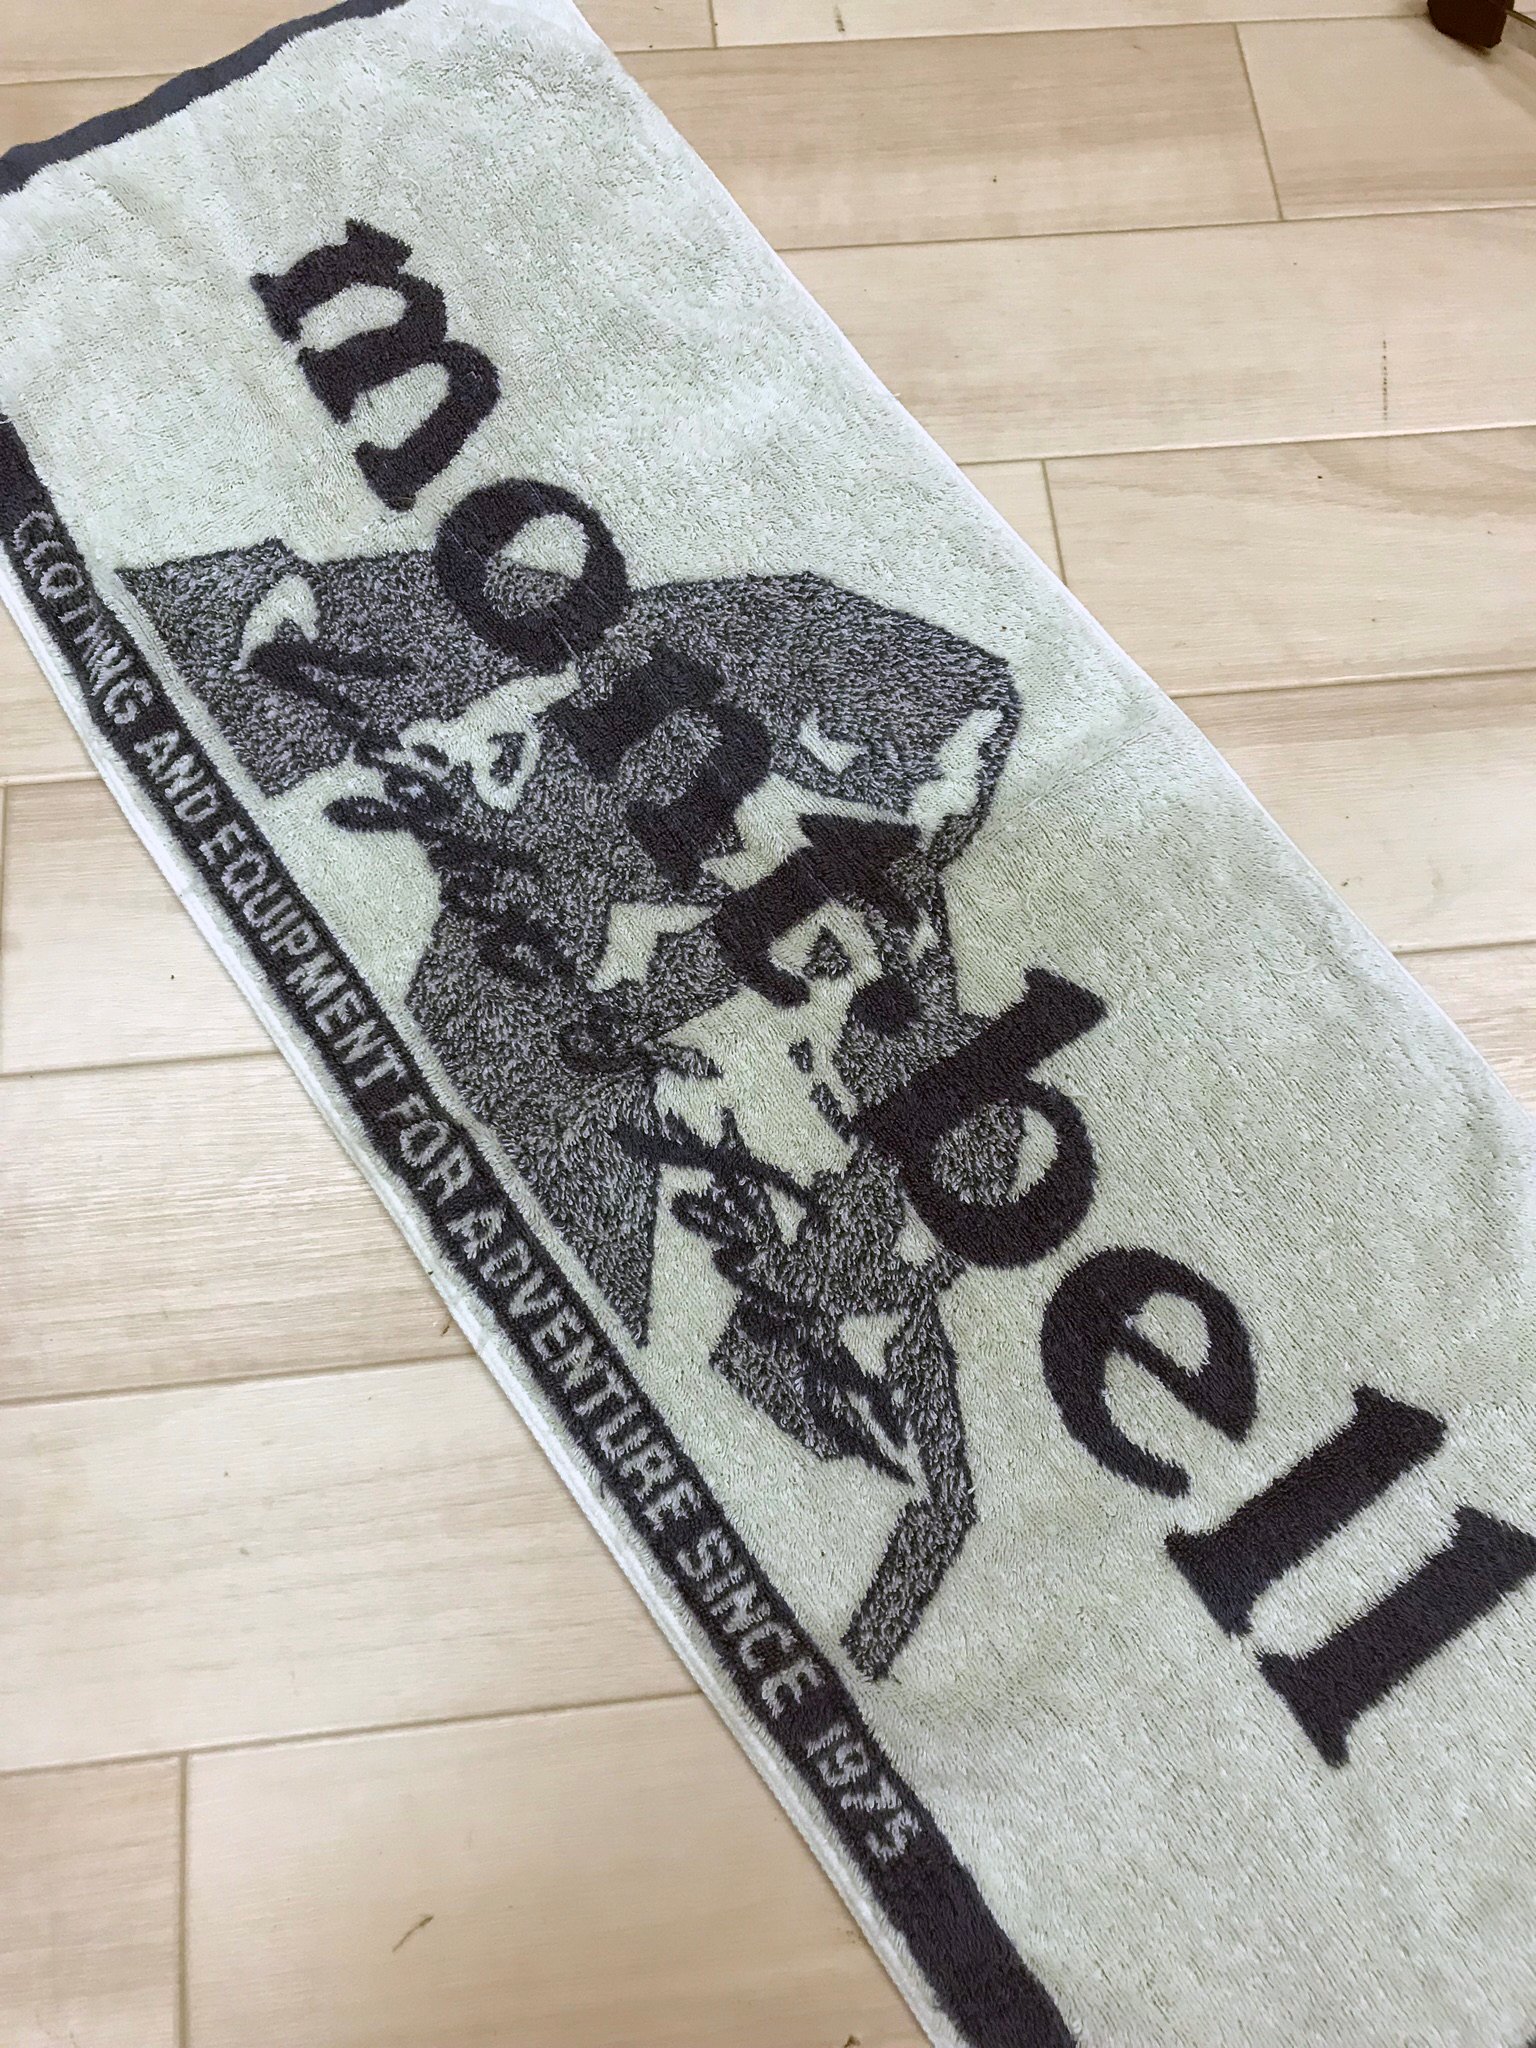 mont·bell
CLOTHING AND EQUIPMENT FOR ADVENTURE SINCE 1975